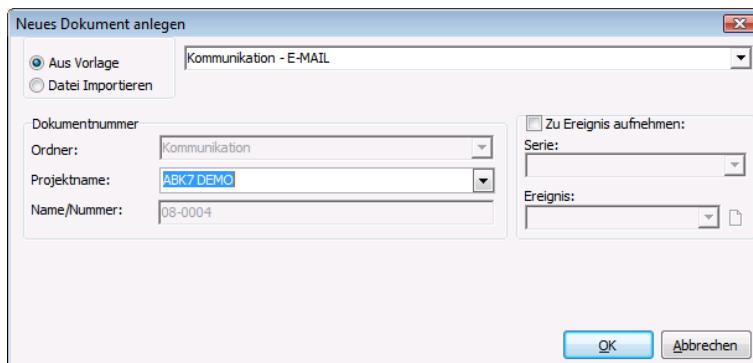 Neues Dokument anlegen
Aus Vorlage
Kommunikation - E-MAIL
Datei Importieren
Dokumentnummer
Ordner:
Kommunikation
Projektname:
ABK7 DEMO
Name/Nummer:
08-0004
Zu Ereignis aufnehmen:
Serie:
Ereignis:
OK
Abbrechen